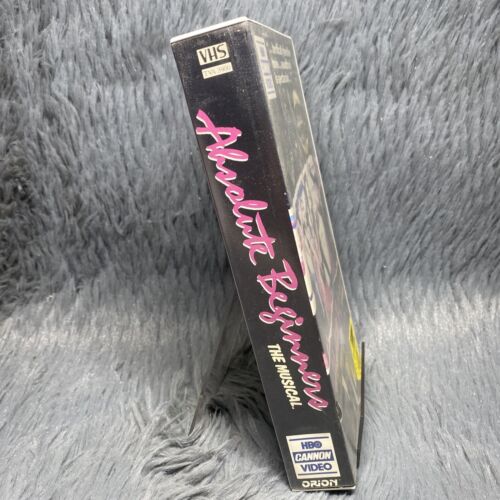 VHS
Absolute Beginners
THE MUSICAL
HBO
CANNON
VIDEO
ORION